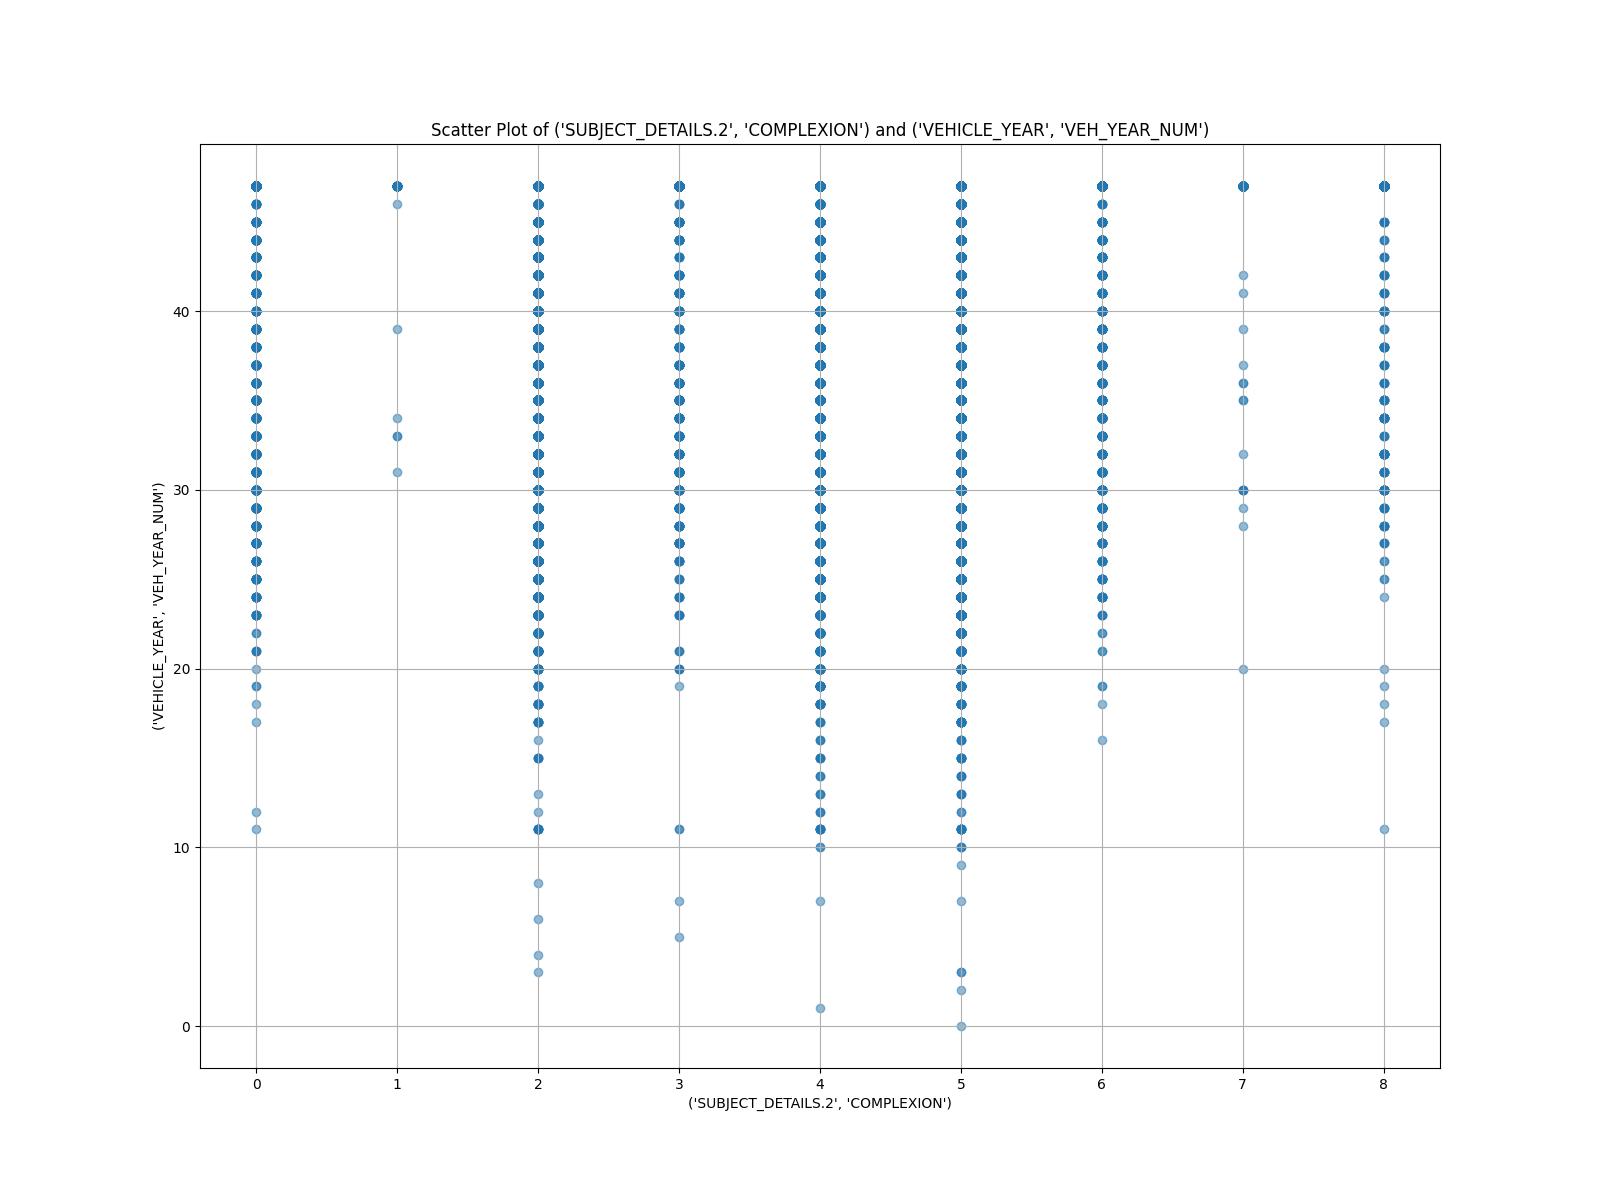 Scatter Plot of ('SUBJECT_DETAILS.2', 'COMPLEXION') and ('VEHICLE_YEAR', 'VEH_YEAR_NUM')
40
30
20
10
0
('VEHICLE_YEAR', 'VEH_YEAR_NUM')
0 1 2 3 4 5 6 7 8
('SUBJECT_DETAILS.2', 'COMPLEXION')